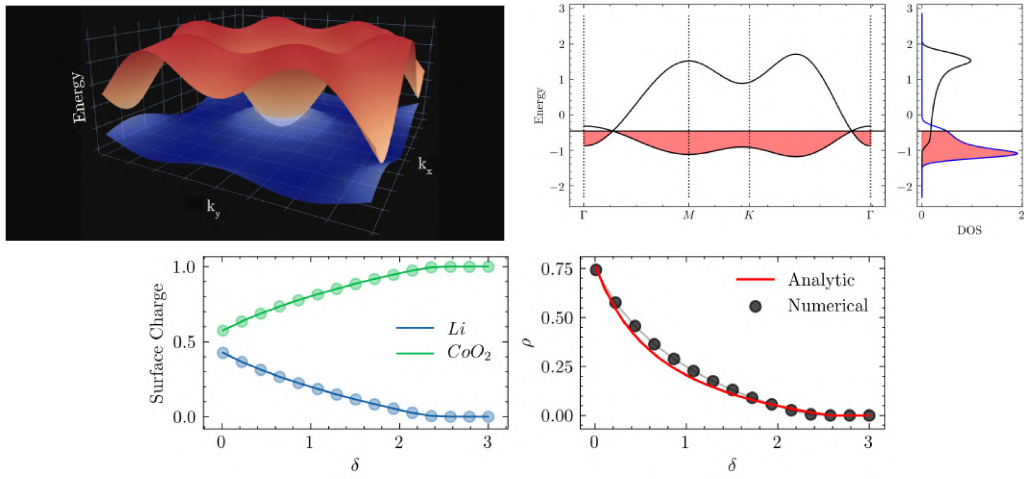 Energy
k_y
k_x
Energy
3
2
1
0
−1
−2
Γ
M
K
Γ
3
2
1
0
−1
−2
0
2
DOS
Surface Charge
1.0
0.5
0.0
Li
CoO₂
0
1
2
3
δ
ρ
0.75
0.50
0.25
0.00
Analytic
Numerical
0
1
2
3
δ